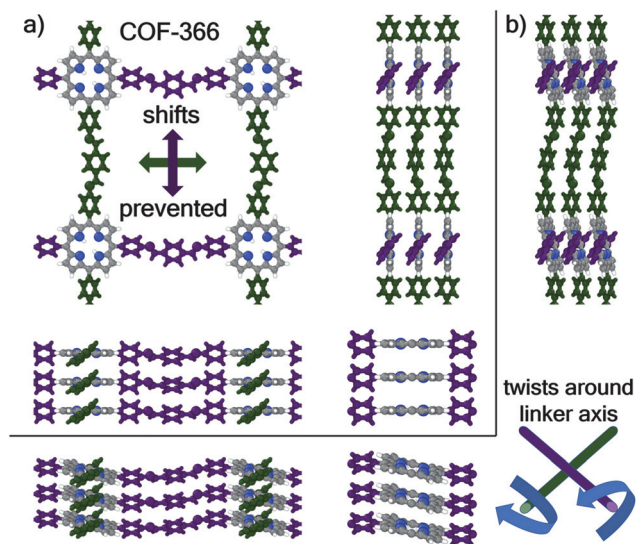 a)
COF-366
b)
shifts
prevented
twists around
linker axis